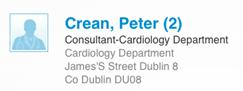 Crean, Peter (2)
Consultant-Cardiology Department
Cardiology Department
James'S Street Dublin 8
Co Dublin DU08